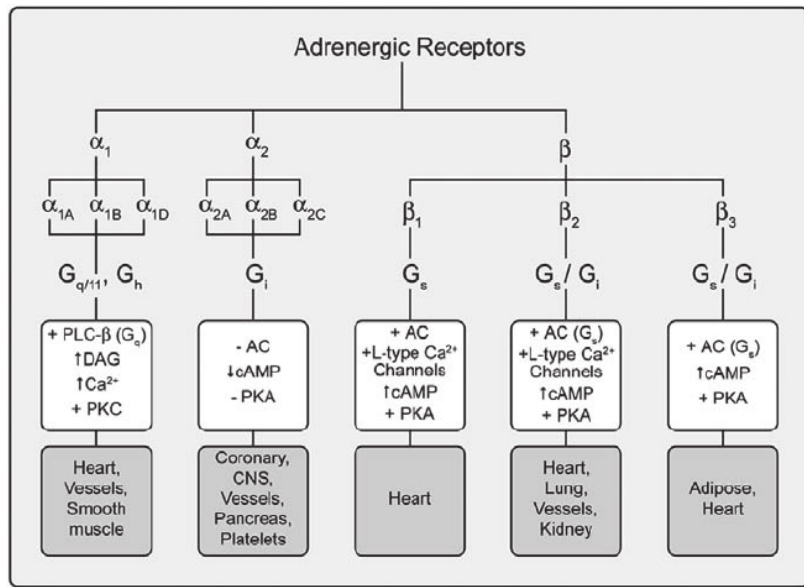 Adrenergic Receptors
α1
α2
β
α1A α1B α1D
α2A α2B α2C
β1
β2
β3
Gq/11, Gh
Gi
Gs
Gs / Gi
Gs / Gi
+ PLC-β (Gq)
↑DAG
↑Ca²⁺
+ PKC
- AC
↓cAMP
- PKA
+ AC
+L-type Ca²⁺
Channels
↑cAMP
+ PKA
+ AC (Gs)
+L-type Ca²⁺
Channels
↑cAMP
+ PKA
+ AC (Gs)
↑cAMP
+ PKA
Heart,
Vessels,
Smooth
muscle
Coronary,
CNS,
Vessels,
Pancreas,
Platelets
Heart
Heart,
Lung,
Vessels,
Kidney
Adipose,
Heart